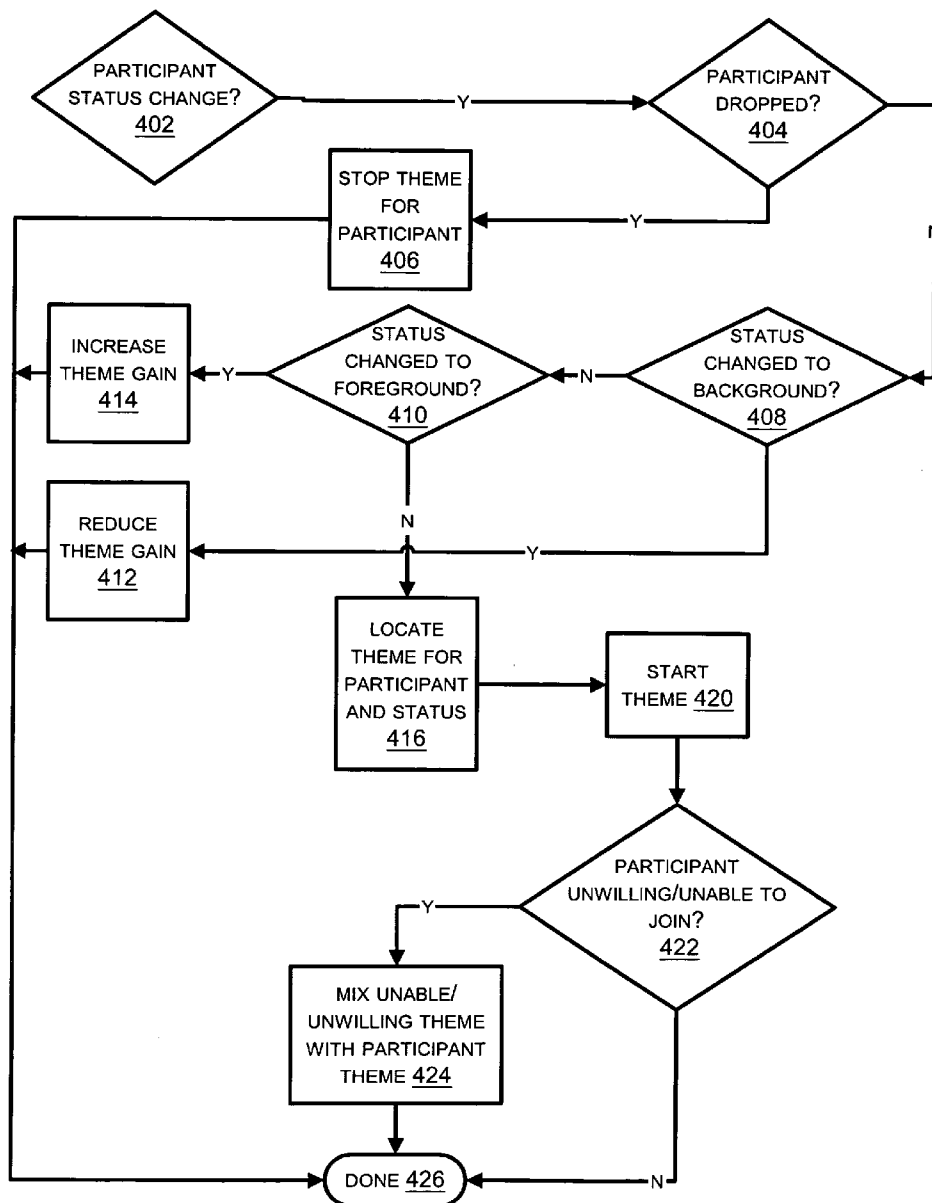 PARTICIPANT
STATUS CHANGE?
402
Y
PARTICIPANT
DROPPED?
404
STOP THEME
FOR
PARTICIPANT
406
Y
INCREASE
THEME GAIN
414
Y
STATUS
CHANGED TO
FOREGROUND?
410
N
STATUS
CHANGED TO
BACKGROUND?
408
N
REDUCE
THEME GAIN
412
Y
LOCATE
THEME FOR
PARTICIPANT
AND STATUS
416
START
THEME 420
PARTICIPANT
UNWILLING/UNABLE TO
JOIN?
422
Y
MIX UNABLE/
UNWILLING THEME
WITH PARTICIPANT
THEME 424
DONE 426
N